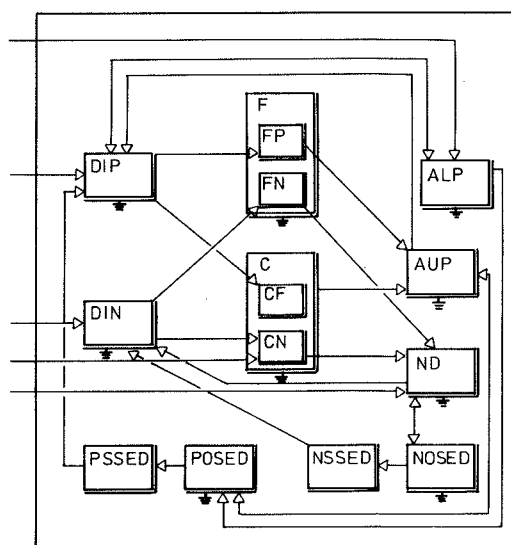 F
FP
DIP
ALP
FN
C
AUP
CF
DIN
CN
ND
PSSED
POSED
NSSED
NOSED